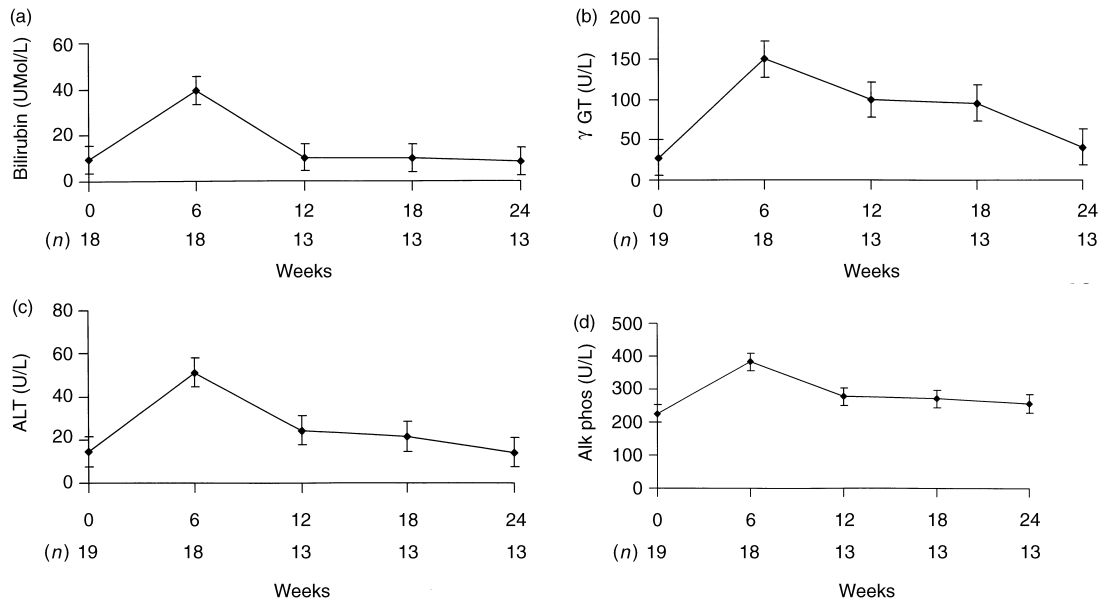 (a)
Bilirubin (UMol/L)
60
40
20
0
0 6 12 18 24
(n) 18 18 13 13 13
Weeks
(b)
γ GT (U/L)
200
150
100
50
0
0 6 12 18 24
(n) 19 18 13 13 13
Weeks
(c)
ALT (U/L)
80
60
40
20
0
0 6 12 18 24
(n) 19 18 13 13 13
Weeks
(d)
Alk phos (U/L)
500
400
300
200
100
0
0 6 12 18 24
(n) 19 18 13 13 13
Weeks